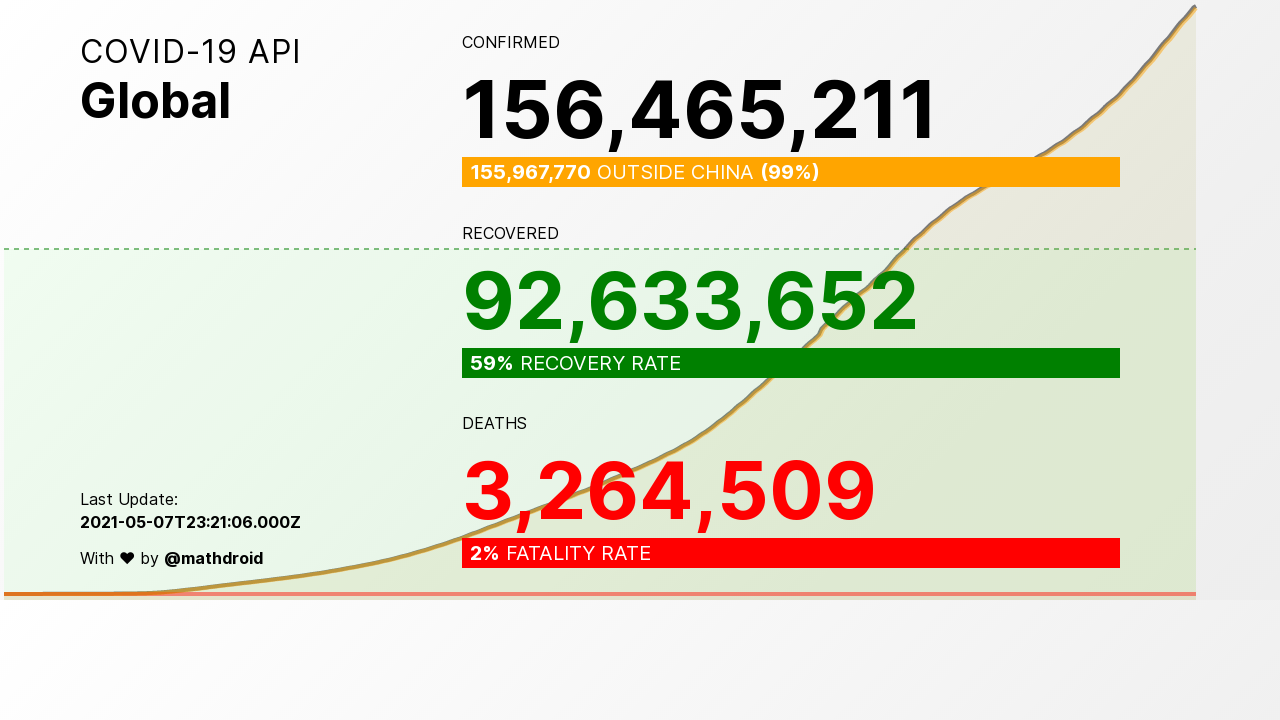 COVID-19 API
Global
CONFIRMED
156,465,211
155,967,770 OUTSIDE CHINA (99%)
RECOVERED
92,633,652
59% RECOVERY RATE
DEATHS
3,264,509
2% FATALITY RATE
Last Update:
2021-05-07T23:21:06.000Z
With ♥ by @mathdroid